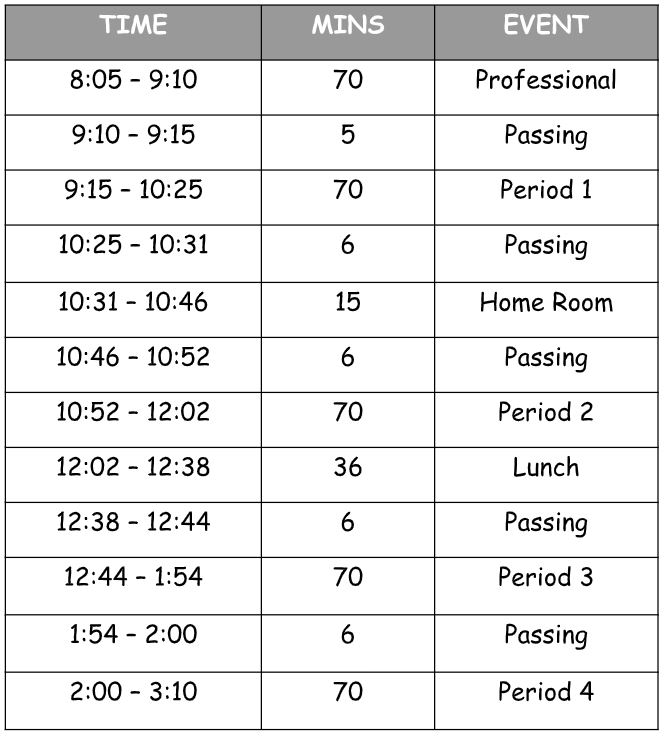 TIME MINS EVENT
8:05 – 9:10 70 Professional
9:10 – 9:15 5 Passing
9:15 – 10:25 70 Period 1
10:25 – 10:31 6 Passing
10:31 – 10:46 15 Home Room
10:46 – 10:52 6 Passing
10:52 – 12:02 70 Period 2
12:02 – 12:38 36 Lunch
12:38 – 12:44 6 Passing
12:44 – 1:54 70 Period 3
1:54 – 2:00 6 Passing
2:00 – 3:10 70 Period 4